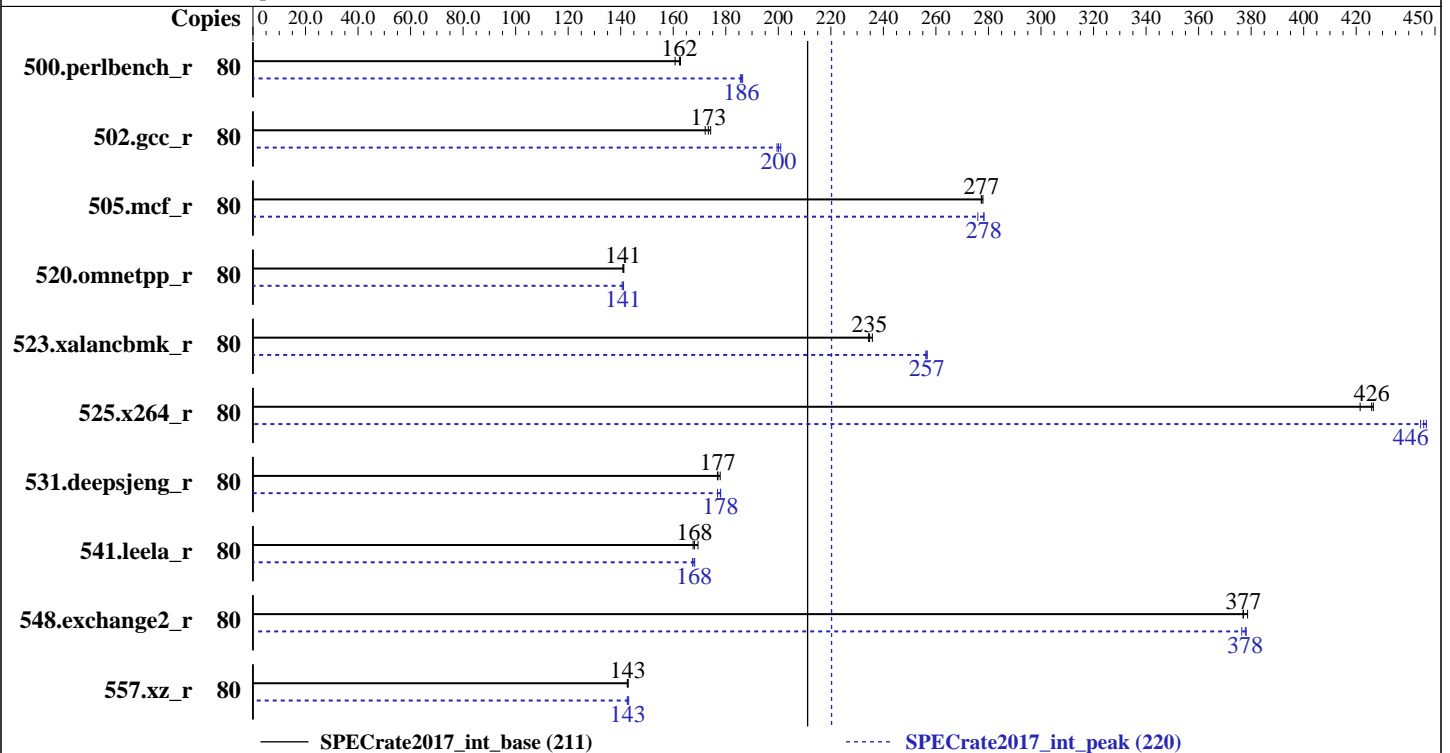 Copies 0 20.0 40.0 60.0 80.0 100 120 140 160 180 200 220 240 260 280 300 320 340 360 380 400 420 450
162
500.perlbench_r 80
186
173
502.gcc_r 80
200
277
505.mcf_r 80
278
141
520.omnetpp_r 80
141
235
523.xalancbmk_r 80
257
426
525.x264_r 80
446
177
531.deepsjeng_r 80
178
168
541.leela_r 80
168
377
548.exchange2_r 80
378
143
557.xz_r 80
143
SPECrate2017_int_base (211) SPECrate2017_int_peak (220)